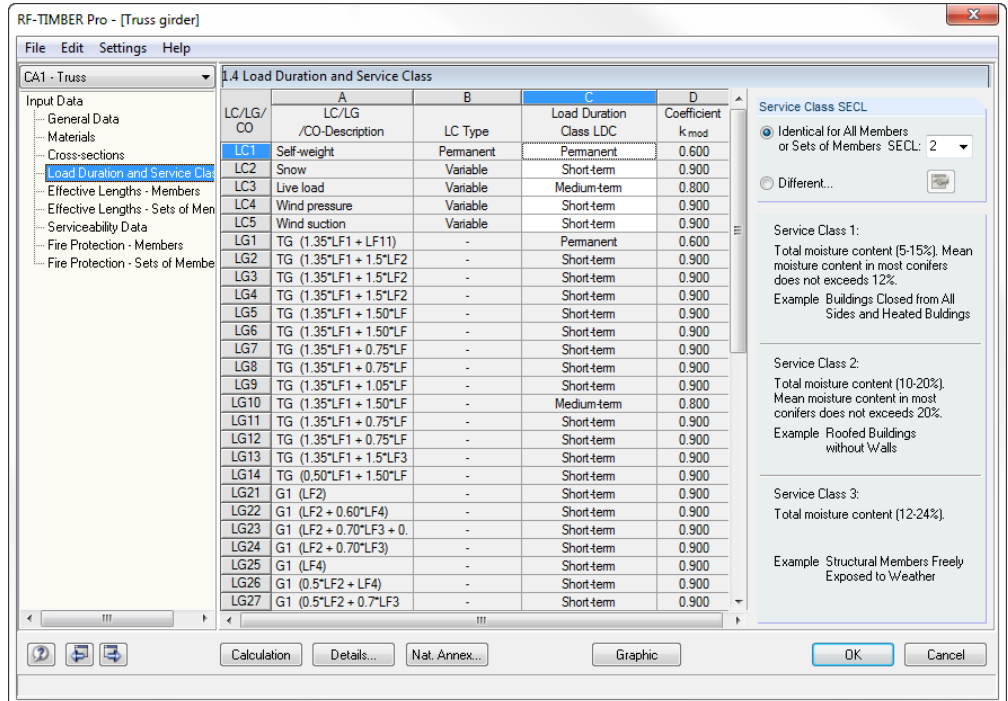 RF-TIMBER Pro - [Truss girder]
File Edit Settings Help
CA1 - Truss
1.4 Load Duration and Service Class
Input Data
General Data
Materials
Cross-sections
Load Duration and Service Clas
Effective Lengths - Members
Effective Lengths - Sets of Men
Serviceability Data
Fire Protection - Members
Fire Protection - Sets of Membe
A B C D
LC/LG/ LC/LG Load Duration Coefficient
CO /CO-Description LC Type Class LDC k mod
LC1 Self-weight Permanent Permanent 0.600
LC2 Snow Variable Short-term 0.900
LC3 Live load Variable Medium-term 0.800
LC4 Wind pressure Variable Short-term 0.900
LC5 Wind suction Variable Short-term 0.900
LG1 TG (1.35*LF1 + LF11) - Permanent 0.600
LG2 TG (1.35*LF1 + 1.5*LF2 - Short-term 0.900
LG3 TG (1.35*LF1 + 1.5*LF2 - Short-term 0.900
LG4 TG (1.35*LF1 + 1.5*LF2 - Short-term 0.900
LG5 TG (1.35*LF1 + 1.50*LF - Short-term 0.900
LG6 TG (1.35*LF1 + 1.50*LF - Short-term 0.900
LG7 TG (1.35*LF1 + 0.75*LF - Short-term 0.900
LG8 TG (1.35*LF1 + 0.75*LF - Short-term 0.900
LG9 TG (1.35*LF1 + 1.05*LF - Short-term 0.900
LG10 TG (1.35*LF1 + 1.50*LF - Medium-term 0.800
LG11 TG (1.35*LF1 + 0.75*LF - Short-term 0.900
LG12 TG (1.35*LF1 + 0.75*LF - Short-term 0.900
LG13 TG (1.35*LF1 + 1.5*LF3 - Short-term 0.900
LG14 TG (0,50*LF1 + 1.50*LF - Short-term 0.900
LG21 G1 (LF2) - Short-term 0.900
LG22 G1 (LF2 + 0.60*LF4) - Short-term 0.900
LG23 G1 (LF2 + 0.70*LF3 + 0. - Short-term 0.900
LG24 G1 (LF2 + 0.70*LF3) - Short-term 0.900
LG25 G1 (LF4) - Short-term 0.900
LG26 G1 (0.5*LF2 + LF4) - Short-term 0.900
LG27 G1 (0.5*LF2 + 0.7*LF3 - Short-term 0.900
Service Class SECL
Identical for All Members
or Sets of Members SECL: 2
Different...
Service Class 1:
Total moisture content (5-15%). Mean
moisture content in most conifers
does not exceeds 12%.
Example Buildings Closed from All
Sides and Heated Buldings
Service Class 2:
Total moisture content (10-20%).
Mean moisture content in most
conifers does not exceeds 20%.
Example Roofed Buildings
without Walls
Service Class 3:
Total moisture content (12-24%).
Example Structural Members Freely
Exposed to Weather
Calculation Details... Nat. Annex... Graphic OK Cancel